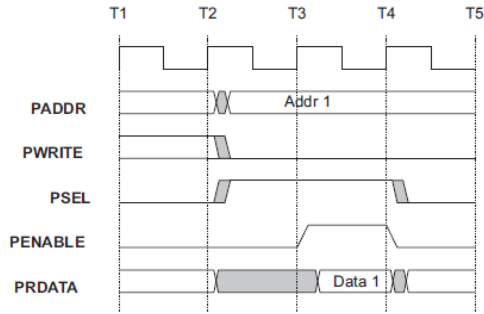 T1 T2 T3 T4 T5
PADDR Addr 1
PWRITE
PSEL
PENABLE
PRDATA Data 1